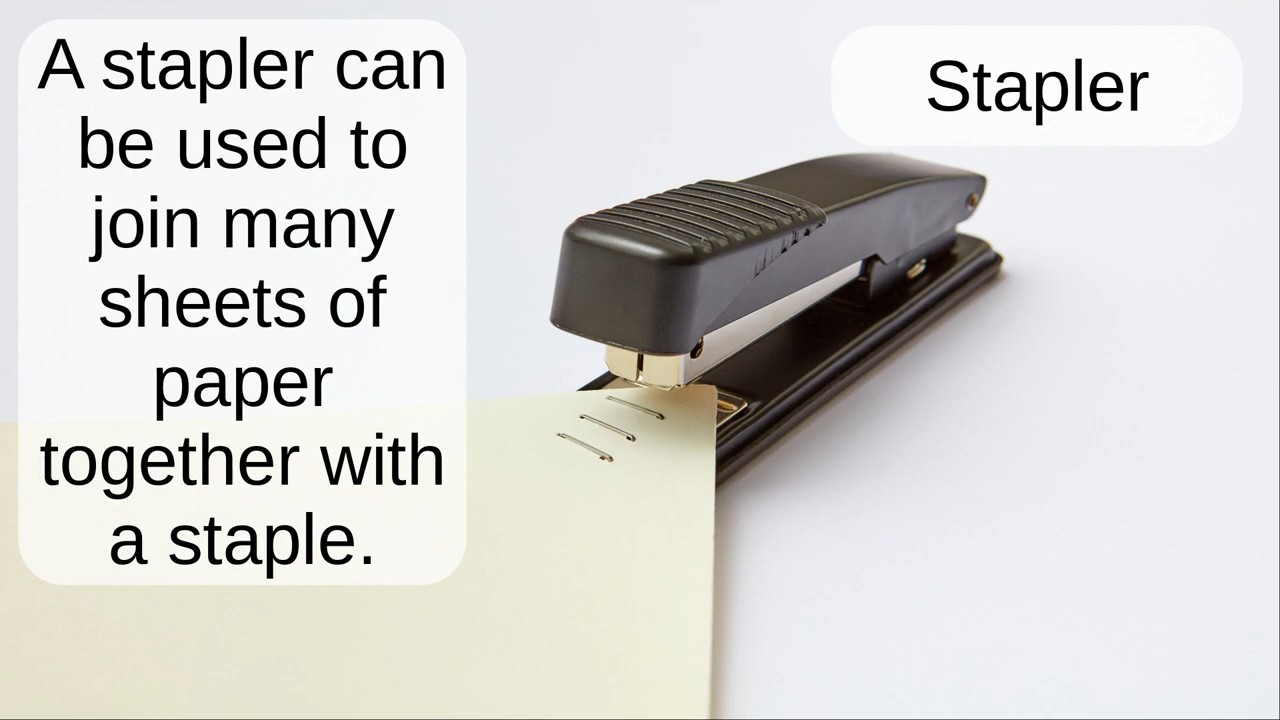 A stapler can
be used to
join many
sheets of
paper
together with
a staple.
Stapler